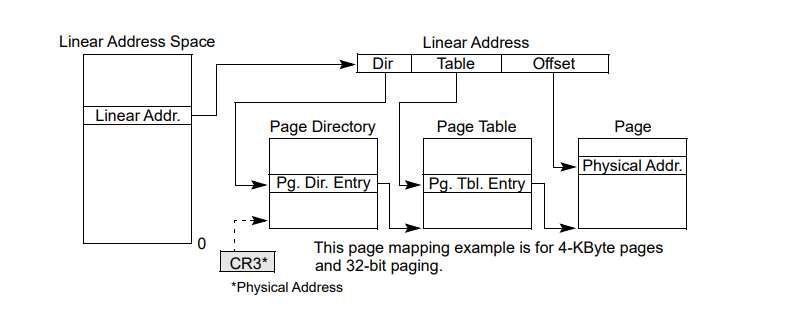 Linear Address Space
Linear Address
Dir
Table
Offset
Linear Addr.
Page Directory
Page Table
Page
Physical Addr.
Pg. Dir. Entry
Pg. Tbl. Entry
0
This page mapping example is for 4-KByte pages
and 32-bit paging.
CR3*
*Physical Address